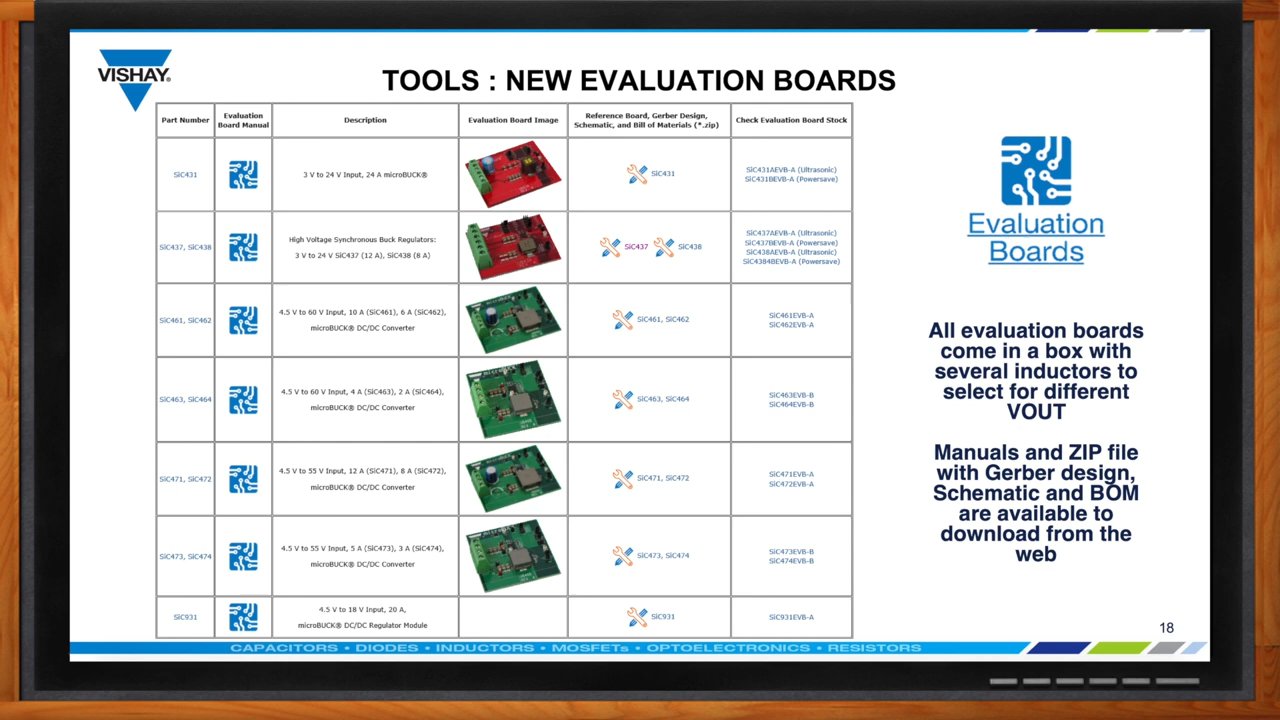 VISHAY®
TOOLS : NEW EVALUATION BOARDS
Part Number
Evaluation
Board Manual
Description
Evaluation Board Image
Reference Board, Gerber Design,
Schematic, and Bill of Materials (*.zip)
Check Evaluation Board Stock
SiC431
3 V to 24 V Input, 24 A microBUCK®
SiC431
SiC431AEVB-A (Ultrasonic)
SiC431BEVB-A (Powersave)
SiC437, SiC438
High Voltage Synchronous Buck Regulators:
3 V to 24 V SiC437 (12 A), SiC438 (8 A)
SiC437
SiC438
SiC437AEVB-A (Ultrasonic)
SiC437BEVB-A (Powersave)
SiC438AEVB-A (Ultrasonic)
SiC4384BEVB-A (Powersave)
SiC461, SiC462
4.5 V to 60 V Input, 10 A (SiC461), 6 A (SiC462),
microBUCK® DC/DC Converter
SiC461, SiC462
SiC461EVB-A
SiC462EVB-A
SiC463, SiC464
4.5 V to 60 V Input, 4 A (SiC463), 2 A (SiC464),
microBUCK® DC/DC Converter
SiC463, SiC464
SiC463EVB-B
SiC464EVB-B
SiC471, SiC472
4.5 V to 55 V Input, 12 A (SiC471), 8 A (SiC472),
microBUCK® DC/DC Converter
SiC471, SiC472
SiC471EVB-A
SiC472EVB-A
SiC473, SiC474
4.5 V to 55 V Input, 5 A (SiC473), 3 A (SiC474),
microBUCK® DC/DC Converter
SiC473, SiC474
SiC473EVB-B
SiC474EVB-B
SiC931
4.5 V to 18 V Input, 20 A,
microBUCK® DC/DC Regulator Module
SiC931
SiC931EVB-A
Evaluation
Boards
All evaluation boards
come in a box with
several inductors to
select for different
VOUT
Manuals and ZIP file
with Gerber design,
Schematic and BOM
are available to
download from the
web
18
CAPACITORS • DIODES • INDUCTORS • MOSFETs • OPTOELECTRONICS • RESISTORS